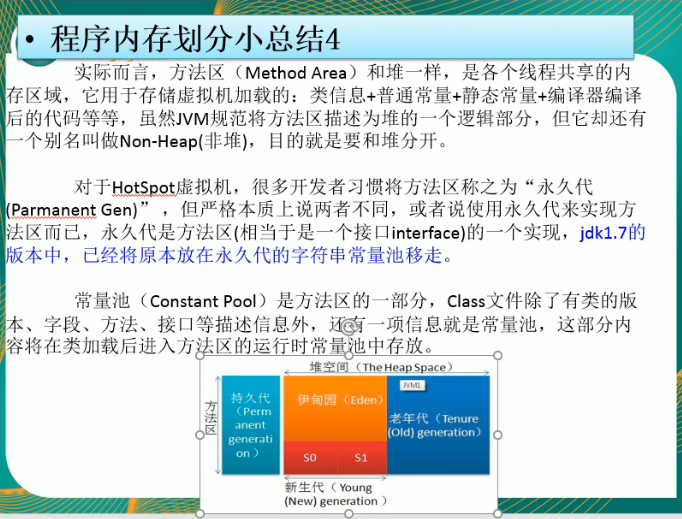 • 程序内存划分小总结4
实际而言，方法区（Method Area）和堆一样，是各个线程共享的内
存区域，它用于存储虚拟机加载的：类信息+普通常量+静态常量+编译器编译
后的代码等等，虽然JVM规范将方法区描述为堆的一个逻辑部分，但它却还有
一个别名叫做Non-Heap(非堆)，目的就是要和堆分开。
对于HotSpot虚拟机，很多开发者习惯将方法区称之为“永久代
(Parmanent Gen)” ，但严格本质上说两者不同，或者说使用永久代来实现方
法区而已，永久代是方法区(相当于是一个接口interface)的一个实现，jdk1.7的
版本中，已经将原本放在永久代的字符串常量池移走。
常量池（Constant Pool）是方法区的一部分，Class文件除了有类的版
本、字段、方法、接口等描述信息外，还有一项信息就是常量池，这部分内
容将在类加载后进入方法区的运行时常量池中存放。
堆空间（The Heap Space）
方法区
持久代
（Perm
anent
generati
on ）
伊甸园（Eden）
S0
S1
JVM1
老年代（Tenure
(Old) generation）
新生代（ Young
(New) generation ）